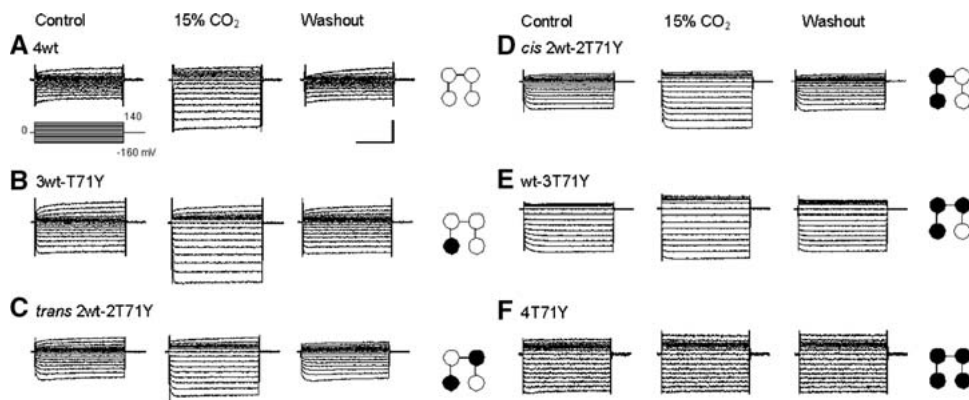 Control 15% CO2 Washout Control 15% CO2 Washout
A 4wt
D cis 2wt-2T71Y
0 140
-160 mV
B 3wt-T71Y
E wt-3T71Y
C trans 2wt-2T71Y
F 4T71Y